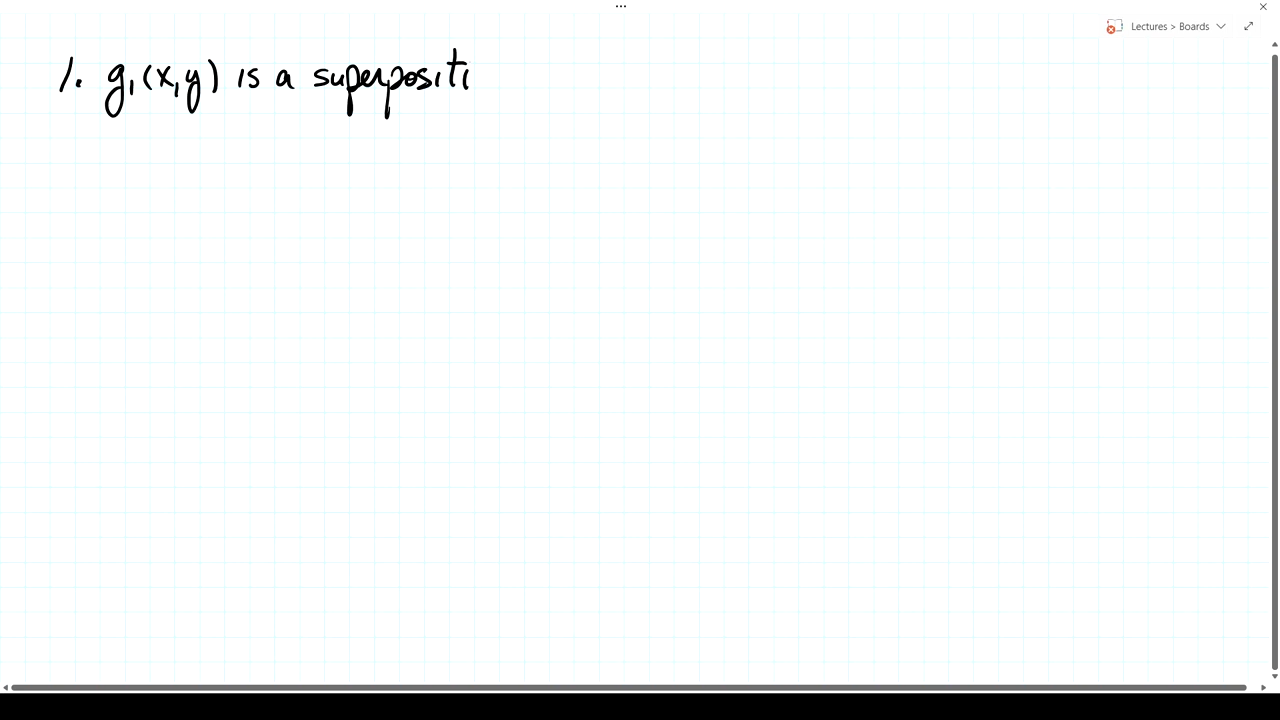 Lectures > Boards
1. g₁(x,y) is a superpositi